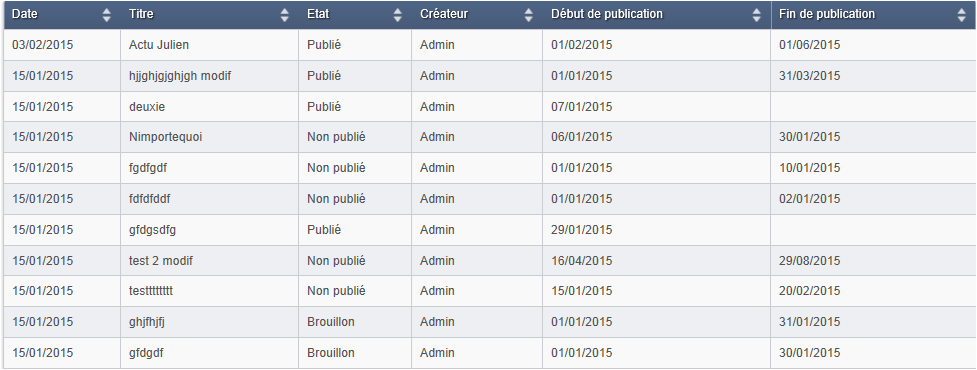 Date Titre Etat Créateur Début de publication Fin de publication
03/02/2015 Actu Julien Publié Admin 01/02/2015 01/06/2015
15/01/2015 hjjghjgjghjgh modif Publié Admin 01/01/2015 31/03/2015
15/01/2015 deuxie Publié Admin 07/01/2015
15/01/2015 Nimportequoi Non publié Admin 06/01/2015 30/01/2015
15/01/2015 fgdfgdf Non publié Admin 01/01/2015 10/01/2015
15/01/2015 fdfdfddf Non publié Admin 01/01/2015 02/01/2015
15/01/2015 gfdgsdfg Publié Admin 29/01/2015
15/01/2015 test 2 modif Non publié Admin 16/04/2015 29/08/2015
15/01/2015 testttttttt Non publié Admin 15/01/2015 20/02/2015
15/01/2015 ghjfhjfj Brouillon Admin 01/01/2015 31/01/2015
15/01/2015 gfdgdf Brouillon Admin 01/01/2015 30/01/2015